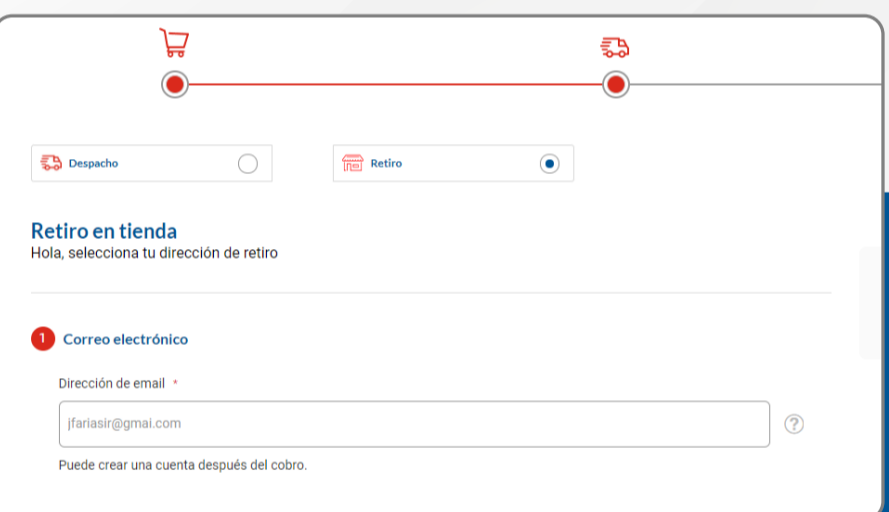 Despacho
Retiro
Retiro en tienda
Hola, selecciona tu dirección de retiro
1 Correo electrónico
Dirección de email *
jfariasir@gmai.com
?
Puede crear una cuenta después del cobro.